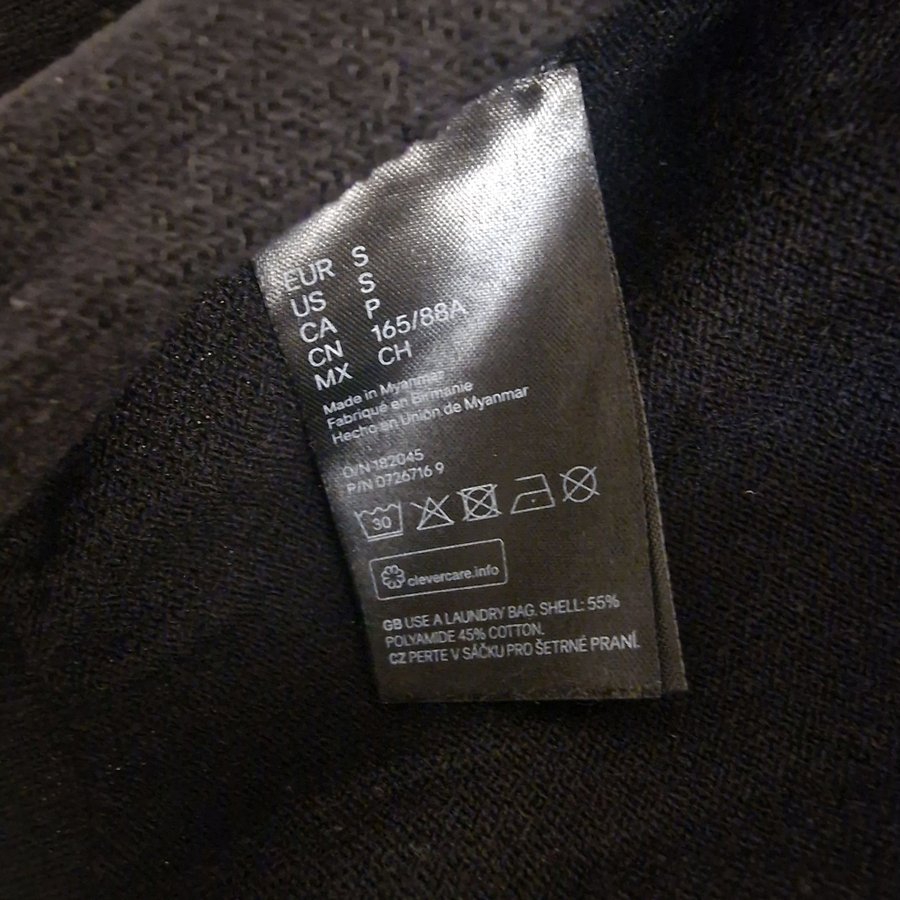 EUR S
US S
CA P
CN 165/88A
MX CH
Made in Myanmar
Fabriqué en Birmanie
Hecho en Unión de Myanmar
O/N 182045
P/N 0726716 9
30
clevercare.info
GB USE A LAUNDRY BAG. SHELL: 55%
POLYAMIDE 45% COTTON.
CZ PERTE V SÁČKU PRO ŠETRNÉ PRANÍ.